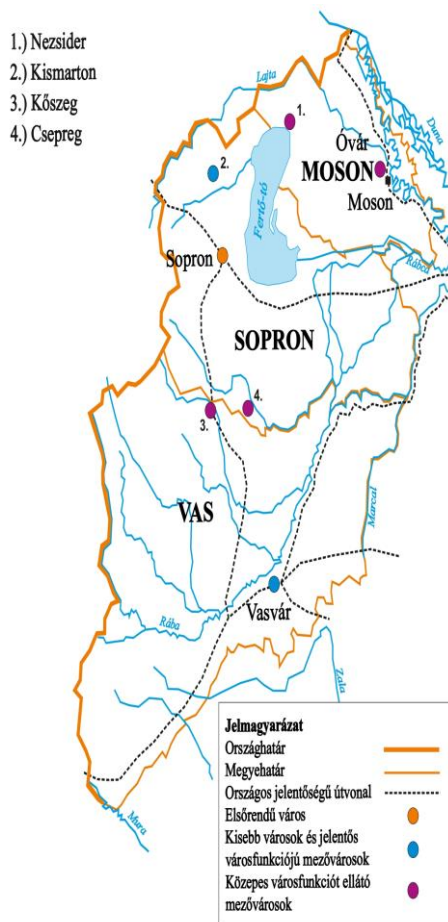 1.) Nezsider
2.) Kismarton
3.) Kőszeg
4.) Csepreg
Lajta
1.
Duna
Óvár
2.
MOSON
Moson
Fertő-tó
Sopron
Rábca
SOPRON
4.
3.
VAS
Marcal
Vasvár
Rába
Zala
Mura
Jelmagyarázat
Országhatár
Megyehatár
Országos jelentőségű útvonal
Elsőrendű város
Kisebb városok és jelentős
városfunkciójú mezővárosok
Közepes városfunkciót ellátó
mezővárosok